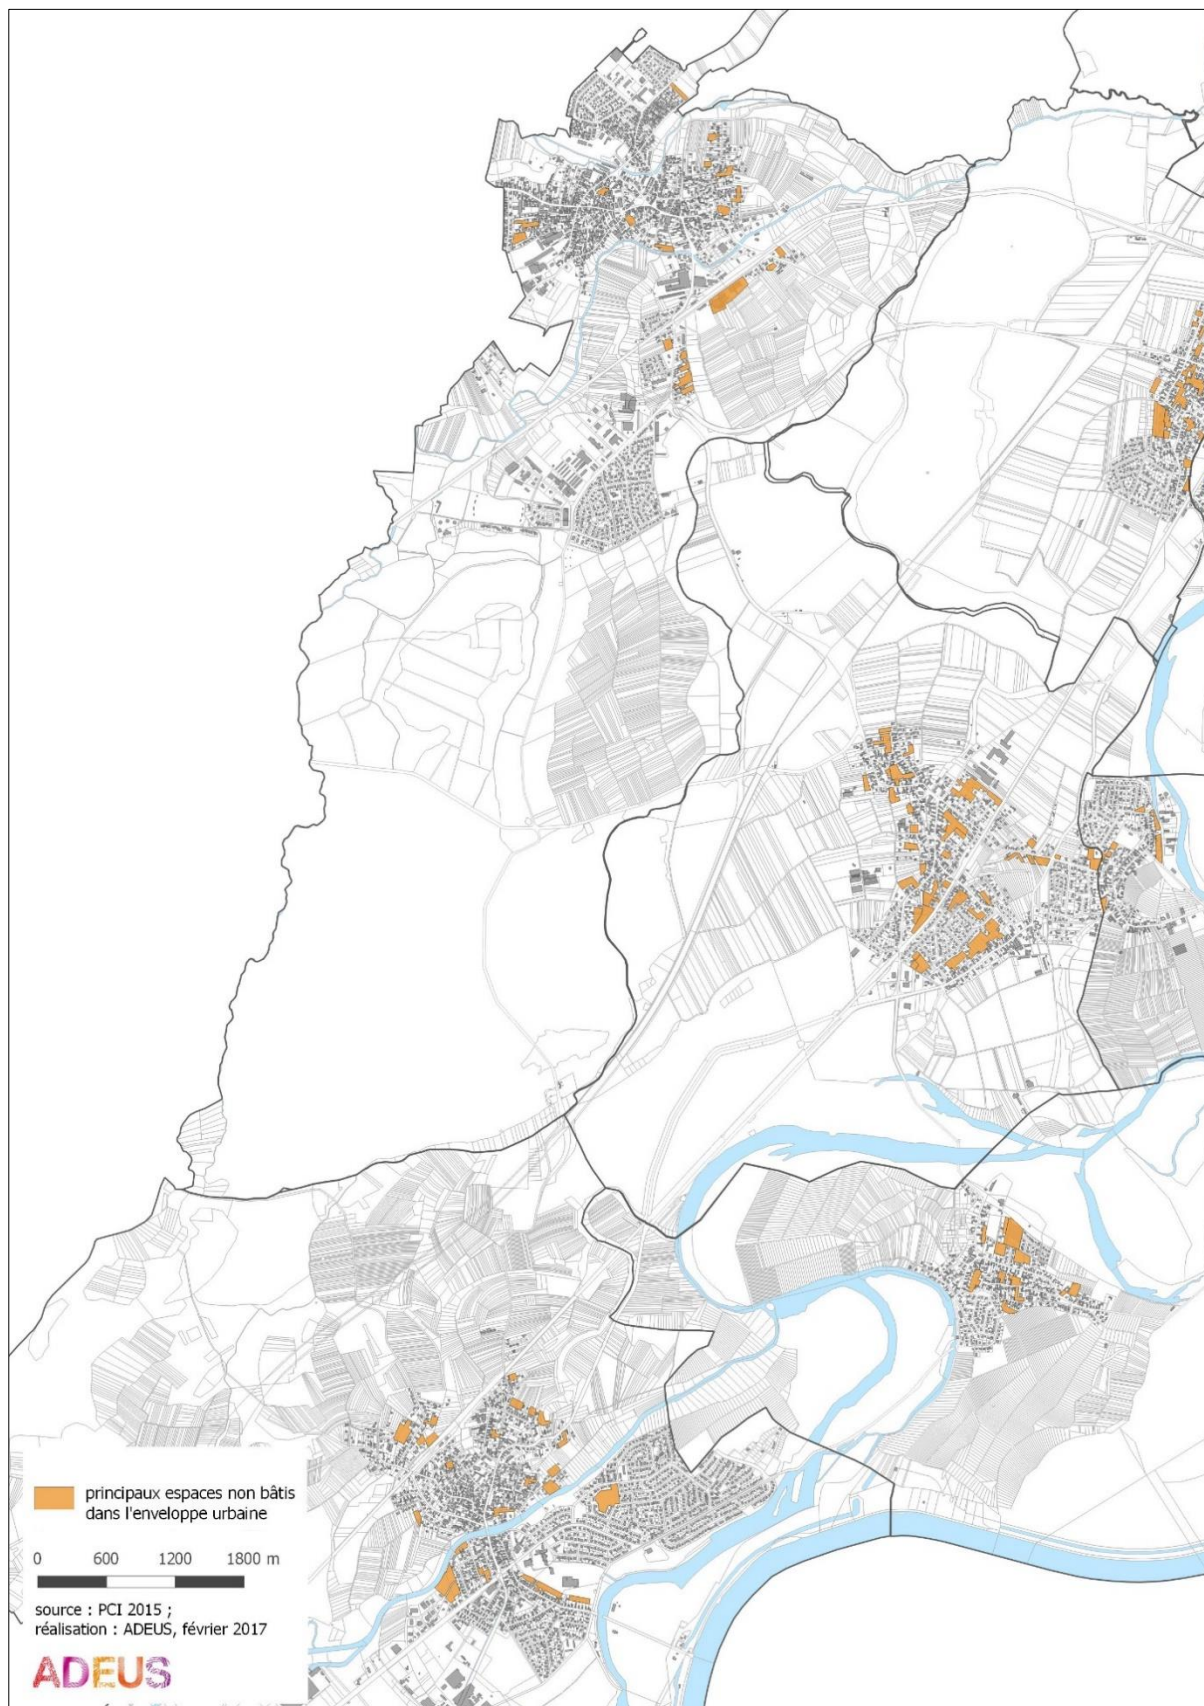 principaux espaces non bâtis
dans l'enveloppe urbaine
0 600 1200 1800 m
source : PCI 2015 ;
réalisation : ADEUS, février 2017
ADEUS